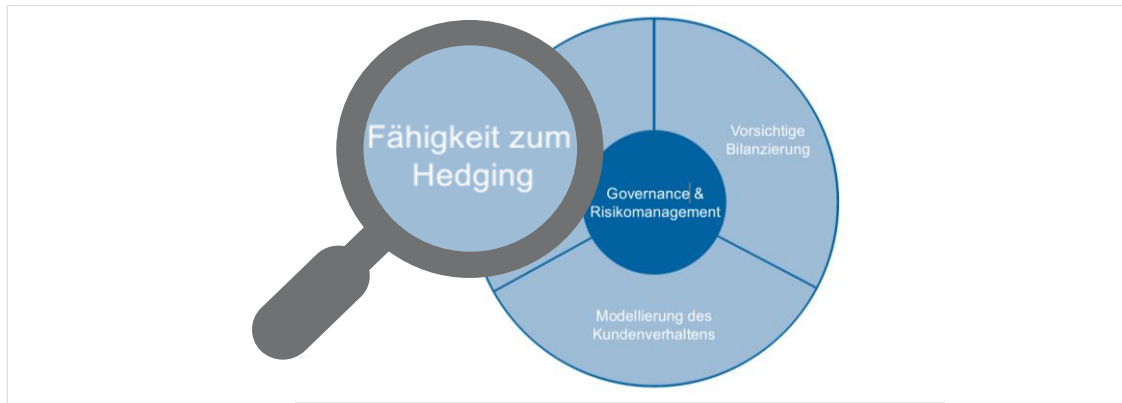 Fähigkeit zum
Hedging
Vorsichtige
Bilanzierung
Governance &
Risikomanagement
Modellierung des
Kundenverhaltens